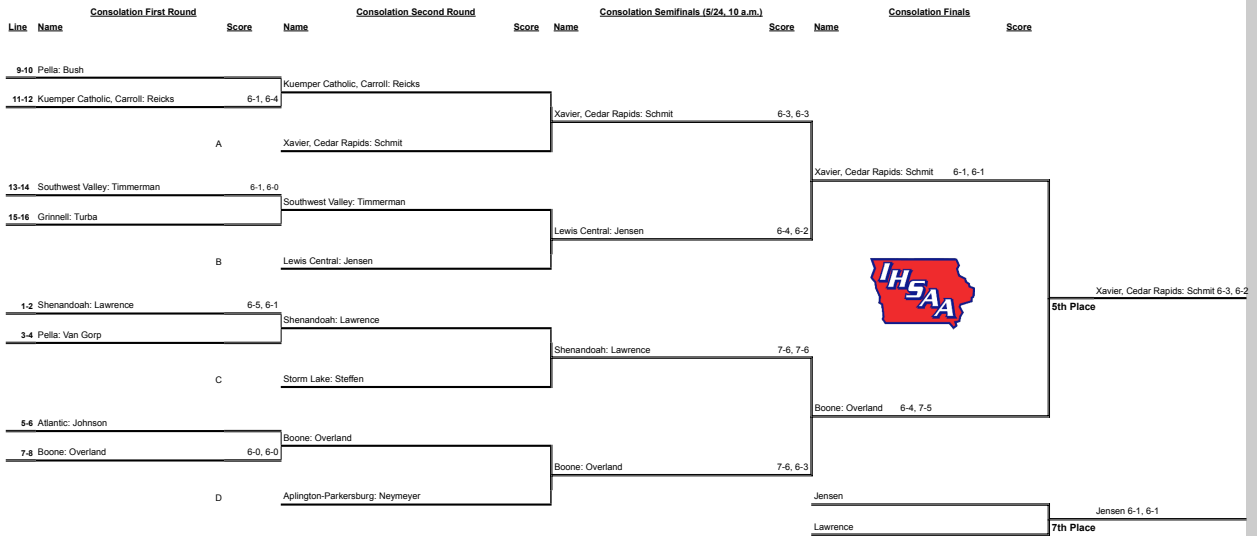 Consolation First Round Consolation Second Round Consolation Semifinals (5/24, 10 a.m.) Consolation Finals
Line Name Score Name Score Name Score Name Score
9-10 Pella: Bush
Kuemper Catholic, Carroll: Reicks
11-12 Kuemper Catholic, Carroll: Reicks 6-1, 6-4
Xavier, Cedar Rapids: Schmit 6-3, 6-3
A Xavier, Cedar Rapids: Schmit
Xavier, Cedar Rapids: Schmit 6-1, 6-1
13-14 Southwest Valley: Timmerman 6-1, 6-0
Southwest Valley: Timmerman
15-16 Grinnell: Turba
Lewis Central: Jensen 6-4, 6-2
B Lewis Central: Jensen
IHSAA
Xavier, Cedar Rapids: Schmit 6-3, 6-2
1-2 Shenandoah: Lawrence 6-5, 6-1
5th Place
Shenandoah: Lawrence
3-4 Pella: Van Gorp
Shenandoah: Lawrence 7-6, 7-6
C Storm Lake: Steffen
Boone: Overland 6-4, 7-5
5-6 Atlantic: Johnson
Boone: Overland
7-8 Boone: Overland 6-0, 6-0
Boone: Overland 7-6, 6-3
D Aplington-Parkersburg: Neymeyer
Jensen
Jensen 6-1, 6-1
Lawrence
7th Place